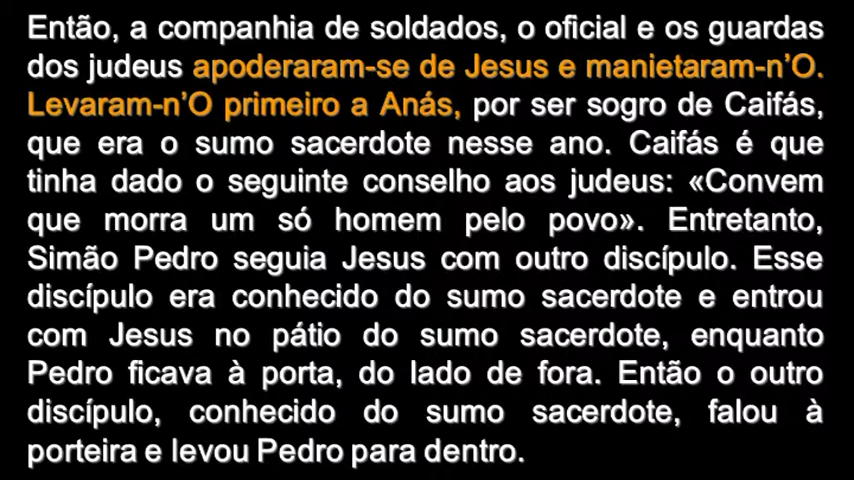 Então, a companhia de soldados, o oficial e os guardas
dos judeus apoderaram-se de Jesus e manietaram-n’O.
Levaram-n’O primeiro a Anás, por ser sogro de Caifás,
que era o sumo sacerdote nesse ano. Caifás é que
tinha dado o seguinte conselho aos judeus: «Convem
que morra um só homem pelo povo». Entretanto,
Simão Pedro seguia Jesus com outro discípulo. Esse
discípulo era conhecido do sumo sacerdote e entrou
com Jesus no pátio do sumo sacerdote, enquanto
Pedro ficava à porta, do lado de fora. Então o outro
discípulo, conhecido do sumo sacerdote, falou à
porteira e levou Pedro para dentro.